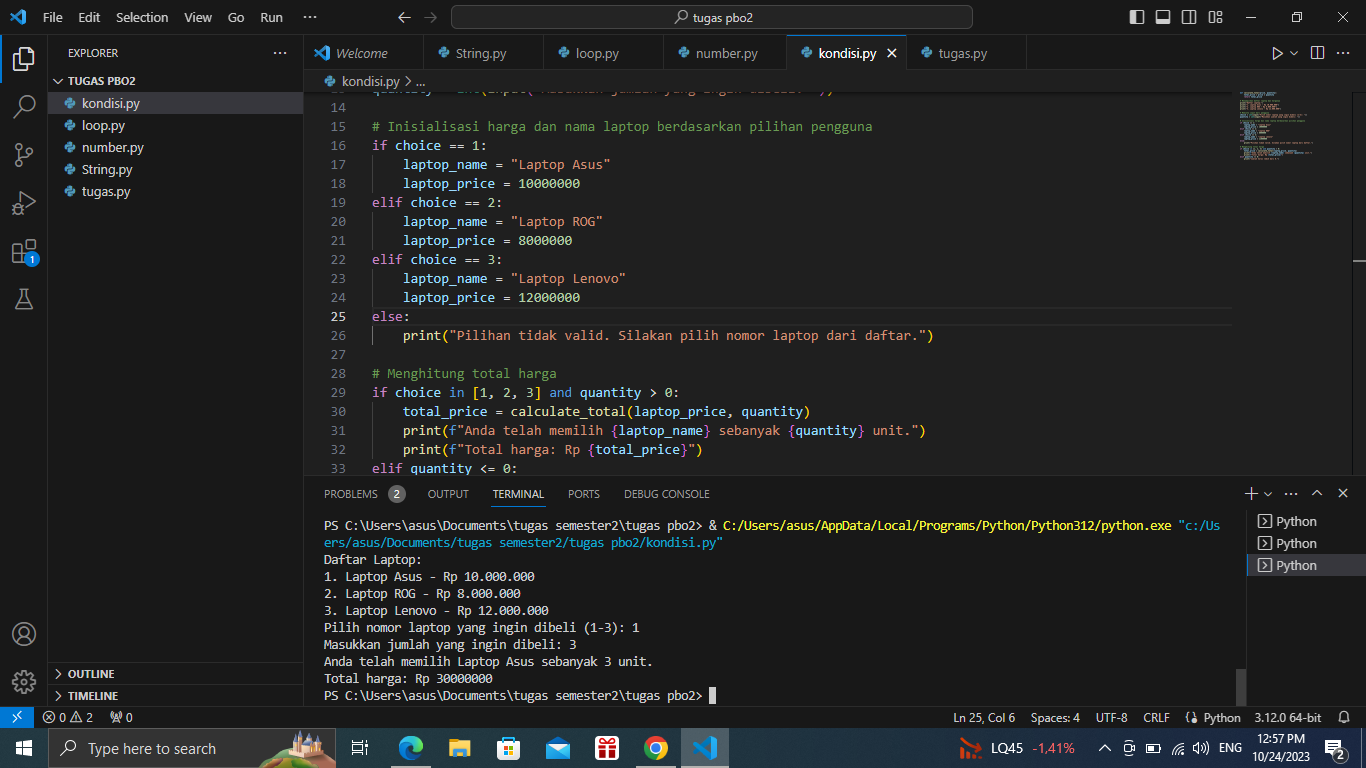 File Edit Selection View Go Run ··· tugas pbo2
EXPLORER ···
TUGAS PBO2
kondisi.py
loop.py
number.py
String.py
tugas.py
OUTLINE
TIMELINE
1
Welcome String.py loop.py number.py kondisi.py tugas.py
kondisi.py > ...
14
15 # Inisialisasi harga dan nama laptop berdasarkan pilihan pengguna
16 if choice == 1:
17     laptop_name = "Laptop Asus"
18     laptop_price = 10000000
19 elif choice == 2:
20     laptop_name = "Laptop ROG"
21     laptop_price = 8000000
22 elif choice == 3:
23     laptop_name = "Laptop Lenovo"
24     laptop_price = 12000000
25 else:
26     print("Pilihan tidak valid. Silakan pilih nomor laptop dari daftar.")
27
28 # Menghitung total harga
29 if choice in [1, 2, 3] and quantity > 0:
30     total_price = calculate_total(laptop_price, quantity)
31     print(f"Anda telah memilih {laptop_name} sebanyak {quantity} unit.")
32     print(f"Total harga: Rp {total_price}")
33 elif quantity <= 0:
PROBLEMS 2 OUTPUT TERMINAL PORTS DEBUG CONSOLE
PS C:\Users\asus\Documents\tugas semester2\tugas pbo2> & C:/Users/asus/AppData/Local/Programs/Python/Python312/python.exe "c:/Us
ers/asus/Documents/tugas semester2/tugas pbo2/kondisi.py"
Daftar Laptop:
1. Laptop Asus - Rp 10.000.000
2. Laptop ROG - Rp 8.000.000
3. Laptop Lenovo - Rp 12.000.000
Pilih nomor laptop yang ingin dibeli (1-3): 1
Masukkan jumlah yang ingin dibeli: 3
Anda telah memilih Laptop Asus sebanyak 3 unit.
Total harga: Rp 30000000
PS C:\Users\asus\Documents\tugas semester2\tugas pbo2>
Python
Python
Python
0 2 0 Ln 25, Col 6 Spaces: 4 UTF-8 CRLF Python 3.12.0 64-bit
Type here to search LQ45 -1,41% ENG
12:57 PM
10/24/2023
2